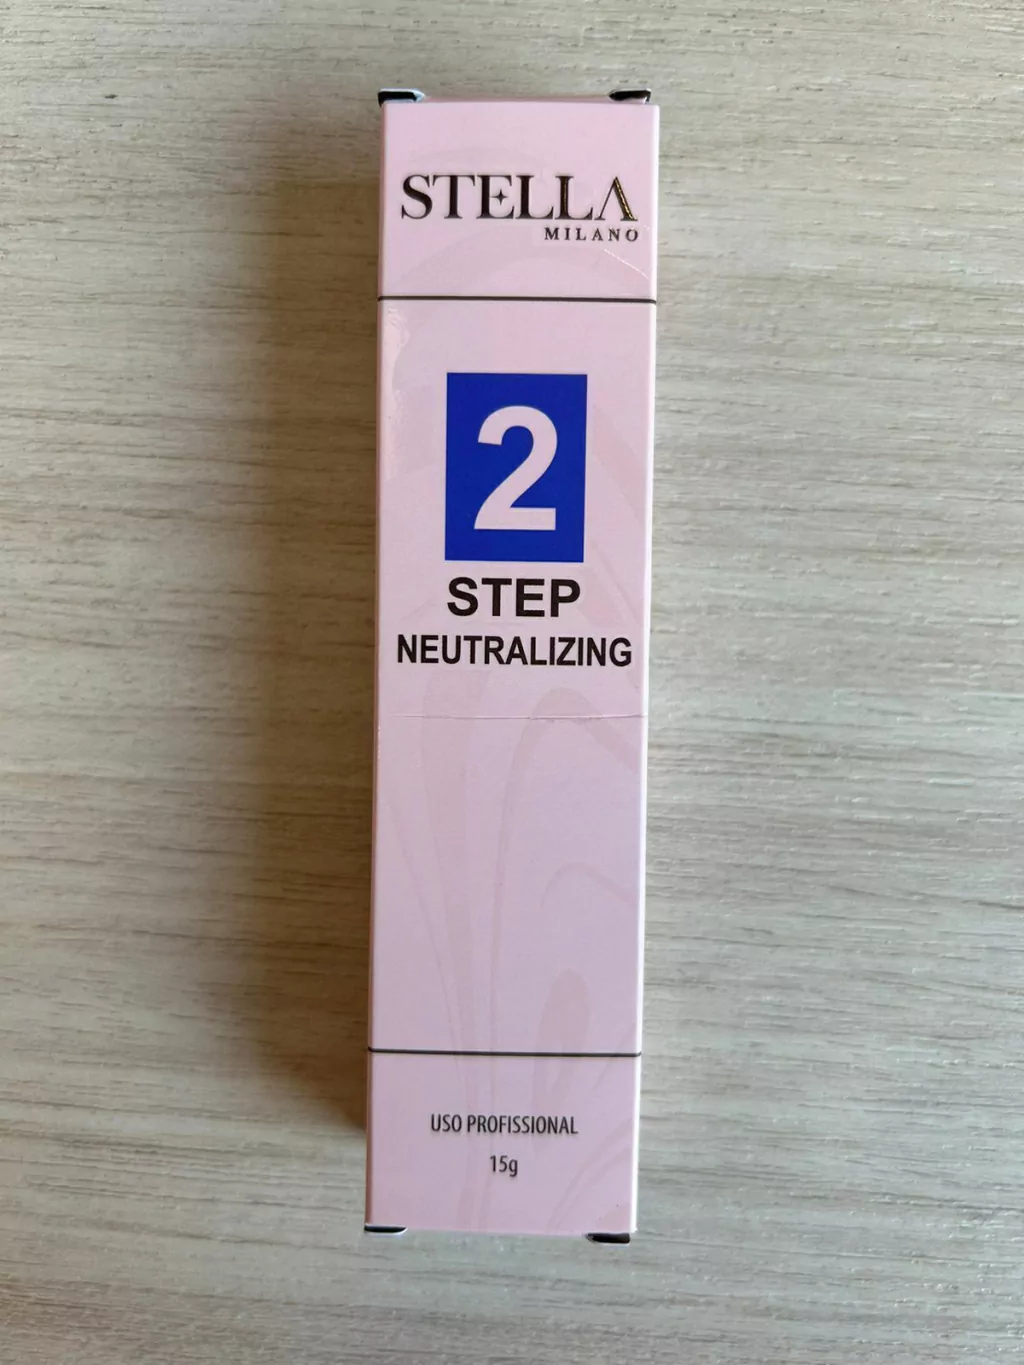 STELLA
MILANO
2
STEP
NEUTRALIZING
USO PROFISSIONAL
15g